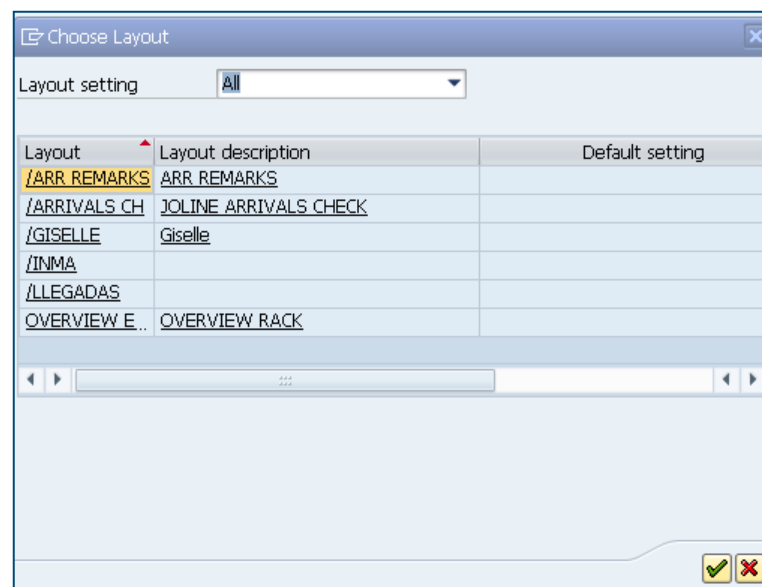 Choose Layout
Layout setting All
Layout Layout description Default setting
/ARR REMARKS ARR REMARKS
/ARRIVALS CH JOLINE ARRIVALS CHECK
/GISELLE Giselle
/INMA
/LLEGADAS
OVERVIEW E... OVERVIEW RACK